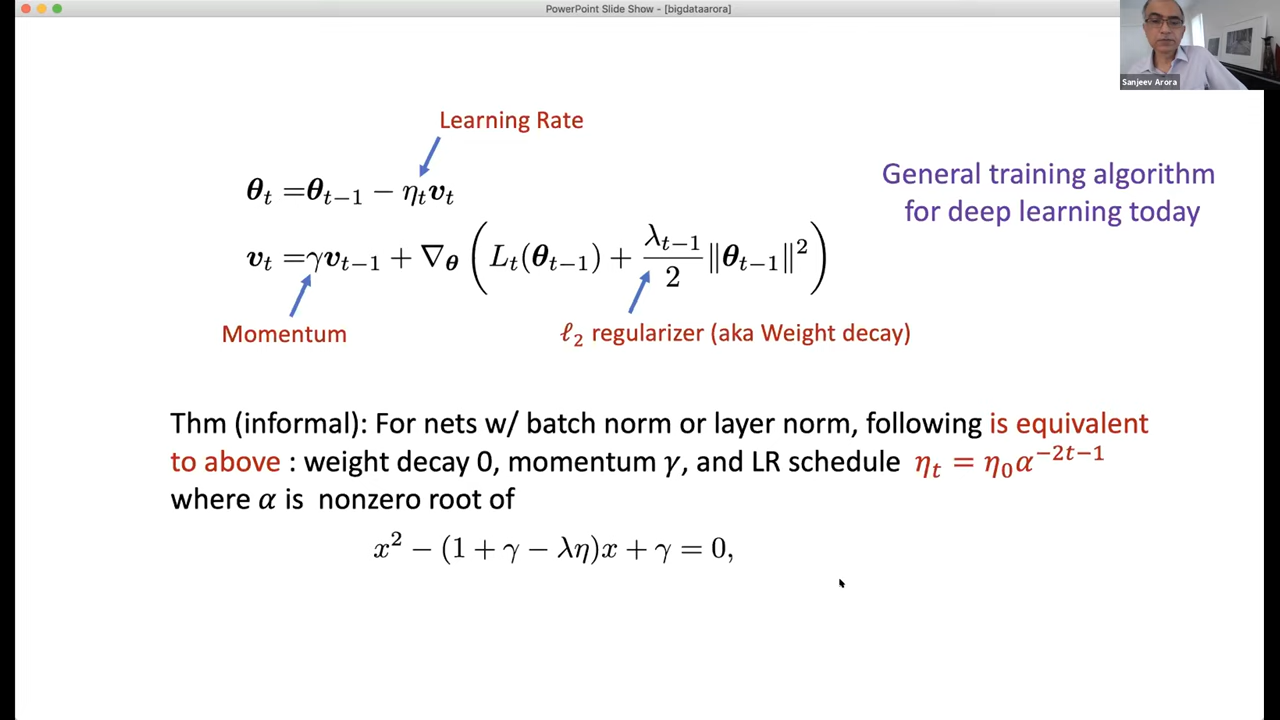 PowerPoint Slide Show - [bigdataarora]
Sanjeev Arora
Learning Rate
General training algorithm
for deep learning today
θ_t =θ_{t−1} − η_t v_t
v_t =γv_{t−1} + ∇_θ ( L_t(θ_{t−1}) + λ_{t−1}/2 ‖θ_{t−1}‖² )
Momentum
ℓ₂ regularizer (aka Weight decay)
Thm (informal): For nets w/ batch norm or layer norm, following is equivalent
to above : weight decay 0, momentum γ, and LR schedule η_t = η_0 α^{−2t−1}
where α is nonzero root of
x² − (1 + γ − λη)x + γ = 0,